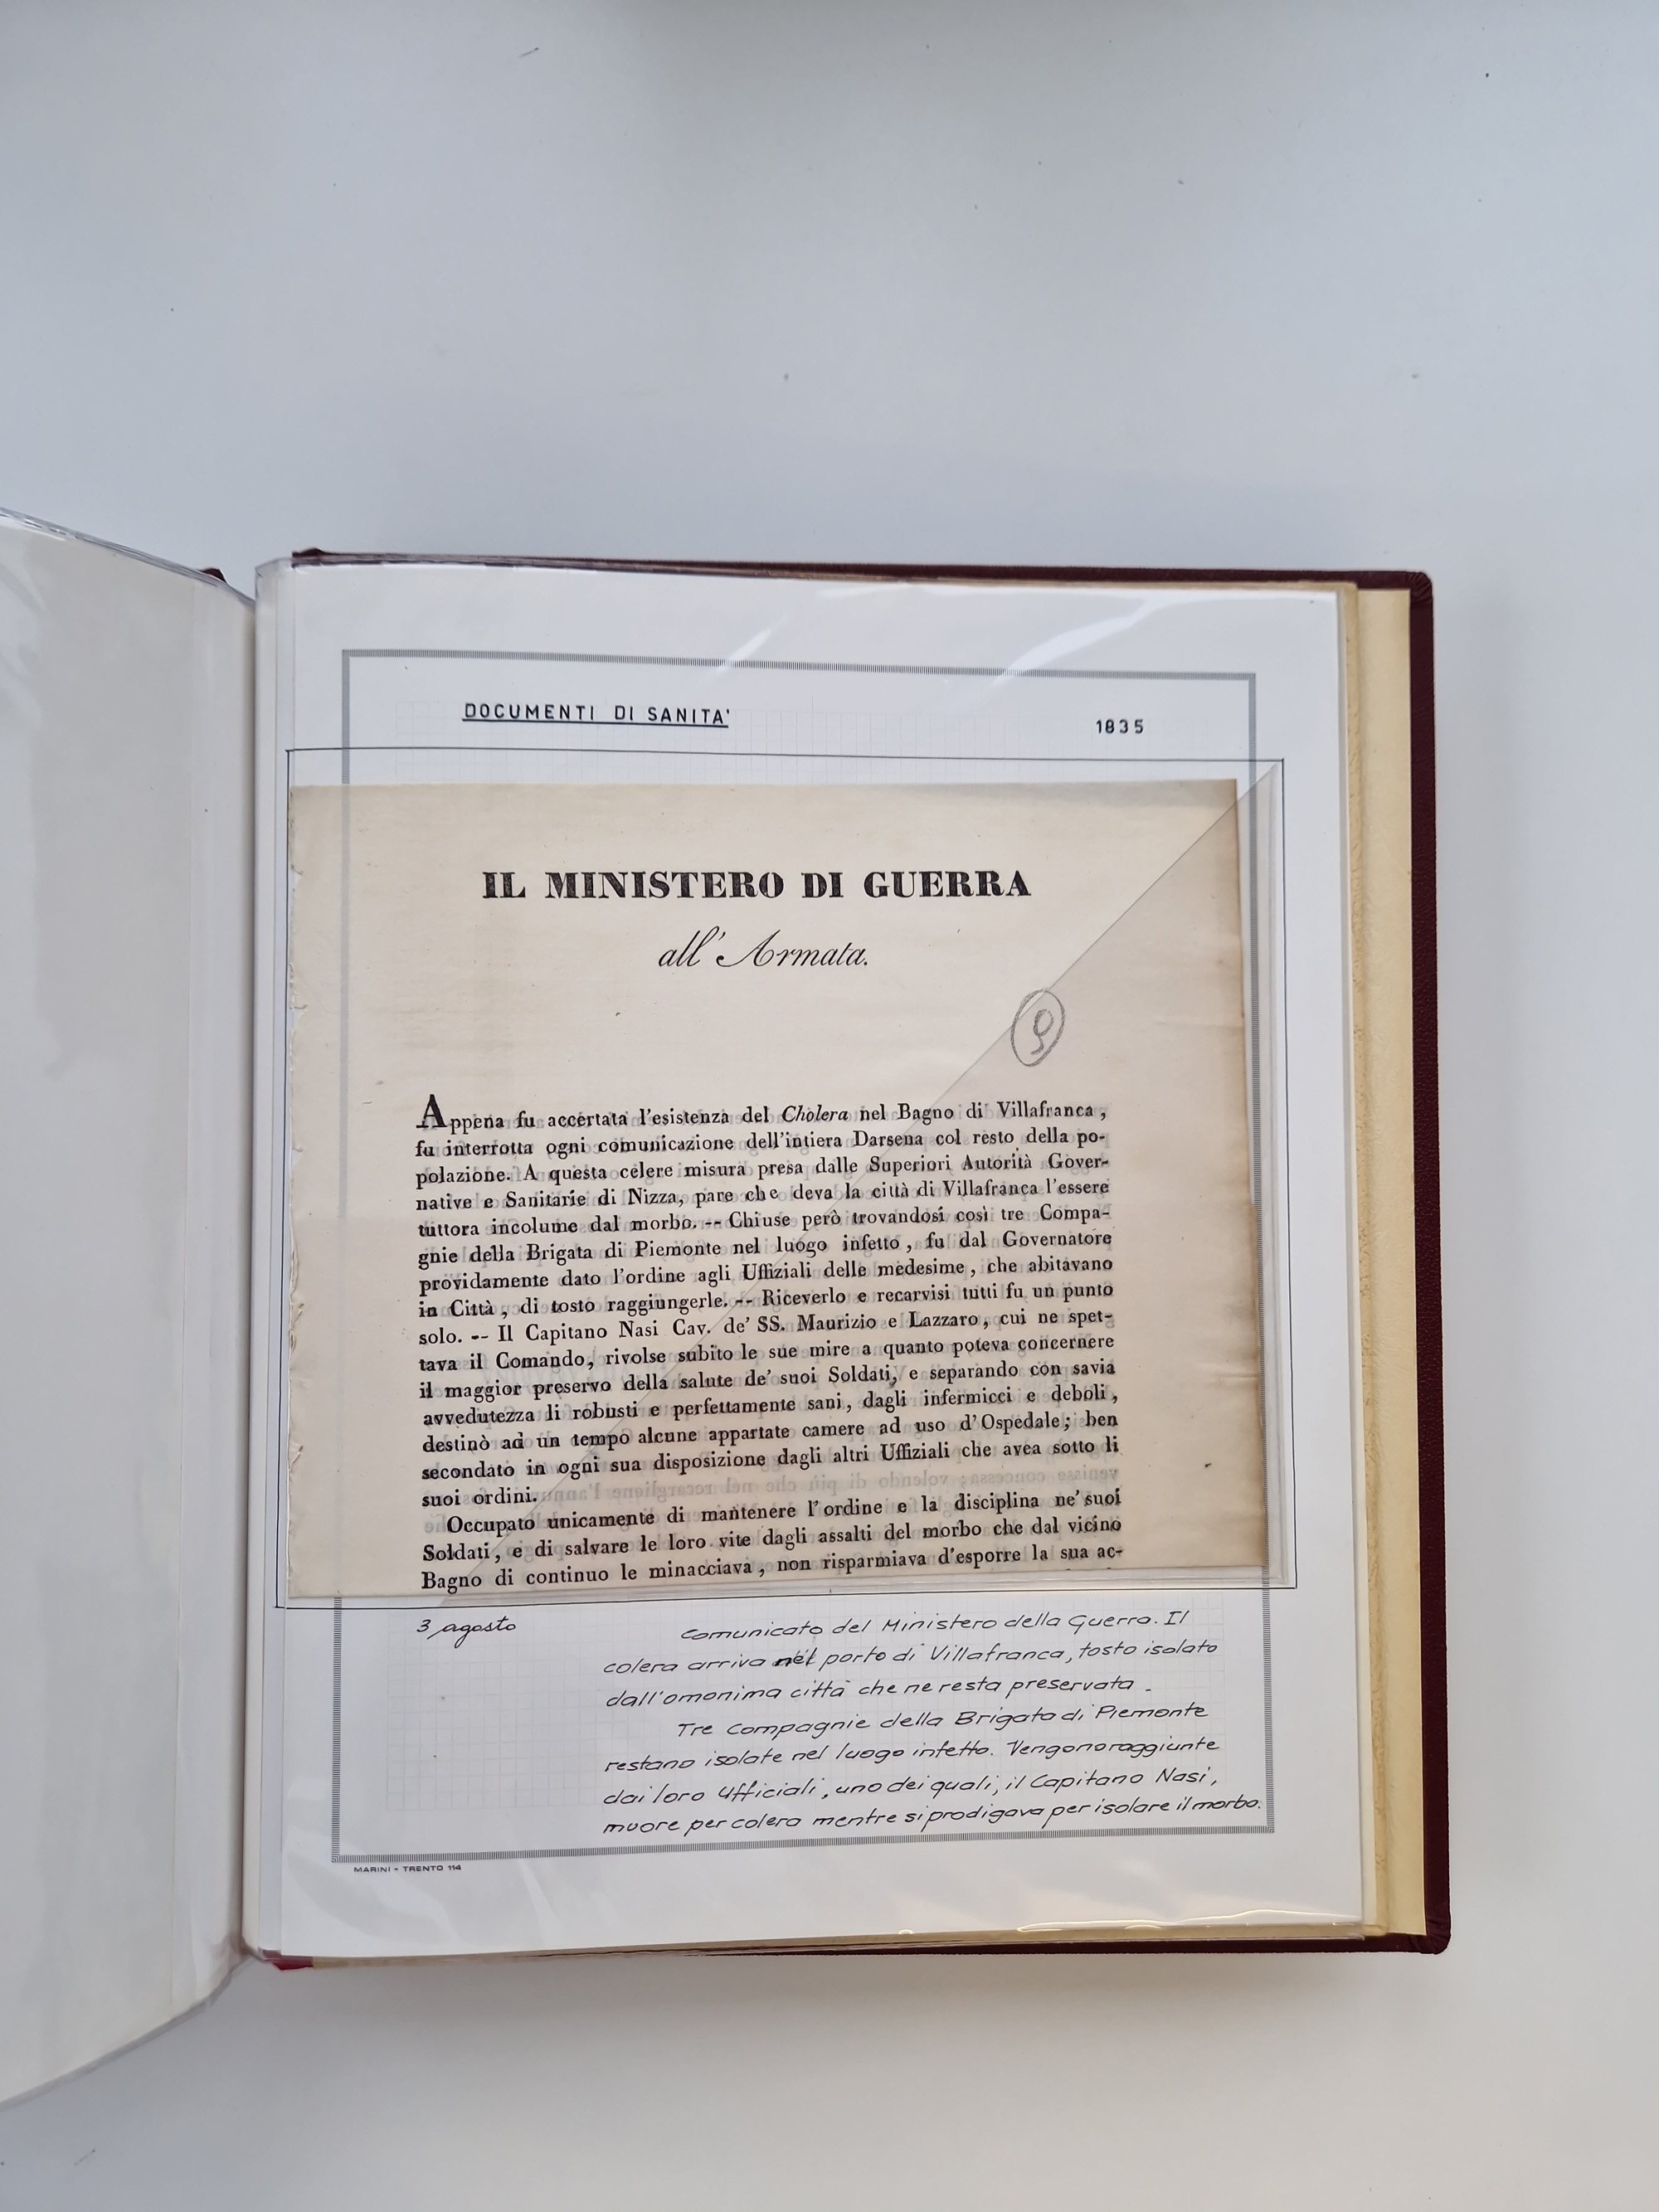 DOCUMENTI DI SANITA'
1835
IL MINISTERO DI GUERRA
all' Armata.
9
Appena fu accertata l'esistenza del Cholera nel Bagno di Villafranca,
fu interrotta ogni comunicazione dell'intiera Darsena col resto della po-
polazione. A questa celere misura presa dalle Superiori Autorità Gover-
native e Sanitarie di Nizza, pare che deva la città di Villafranca l'essere
tuttora incolume dal morbo. -- Chiuse però trovandosi così tre Compa-
gnie della Brigata di Piemonte nel luogo infetto, fu dal Governatore
providamente dato l'ordine agli Uffiziali delle medesime, che abitavano
in Città, di tosto raggiungerle. -- Riceverlo e recarvisi tutti fu un punto
solo. -- Il Capitano Nasi Cav. de' SS. Maurizio e Lazzaro, cui ne spet-
tava il Comando, rivolse subito le sue mire a quanto poteva concernere
il maggior preservo della salute de' suoi Soldati, e separando con savia
avvedutezza li robusti e perfettamente sani, dagli infermicci e deboli,
destinò ad un tempo alcune appartate camere ad uso d'Ospedale; ben
secondato in ogni sua disposizione dagli altri Uffiziali che avea sotto li
suoi ordini.
Occupato unicamente di mantenere l'ordine e la disciplina ne' suoi
Soldati, e di salvare le loro vite dagli assalti del morbo che dal vicino
Bagno di continuo le minacciava, non risparmiava d'esporre la sua ac-
3 agosto
Comunicato del Ministero della Guerra. Il
colera arriva nel porto di Villafranca, tosto isolato
dall'omonima città che ne resta preservata.
Tre Compagnie della Brigata di Piemonte
restano isolate nel luogo infetto. Vengono raggiunte
dai loro Ufficiali, uno dei quali, il Capitano Nasi,
muore per colera mentre si prodigava per isolare il morbo.
MARINI - TRENTO 114